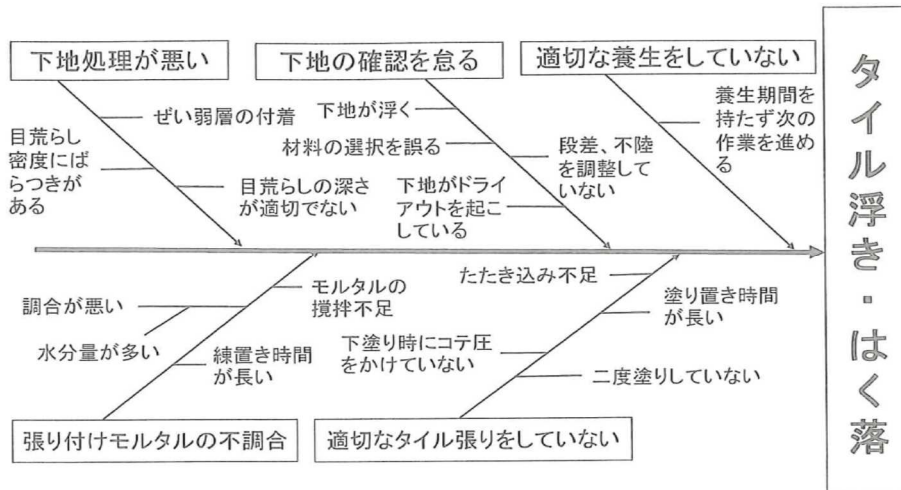 下地処理が悪い
下地の確認を怠る
適切な養生をしていない
ぜい弱層の付着
目荒らし
密度にば
らつきが
ある
目荒らしの深さ
が適切でない
下地が浮く
材料の選択を誤る
下地がドライ
アウトを起こ
している
段差、不陸
を調整して
いない
養生期間を
持たず次の
作業を進め
る
調合が悪い
水分量が多い
モルタルの
撹拌不足
練置き時間
が長い
たたき込み不足
下塗り時にコテ圧
をかけていない
塗り置き時間
が長い
二度塗りしていない
張り付けモルタルの不調合
適切なタイル張りをしていない
タイル浮き・はく落